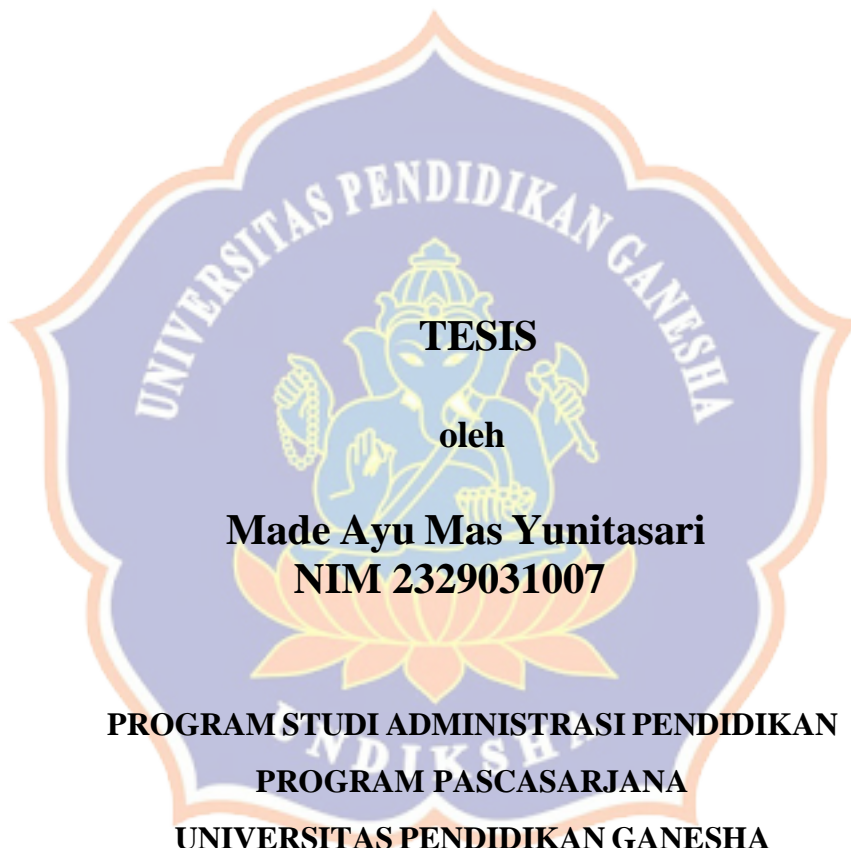 UNIVERSITAS PENDIDIKAN GANESHA
TESIS
oleh
Made Ayu Mas Yunitasari
NIM 2329031007
PROGRAM STUDI ADMINISTRASI PENDIDIKAN
UNDIKSHA
PROGRAM PASCASARJANA
UNIVERSITAS PENDIDIKAN GANESHA